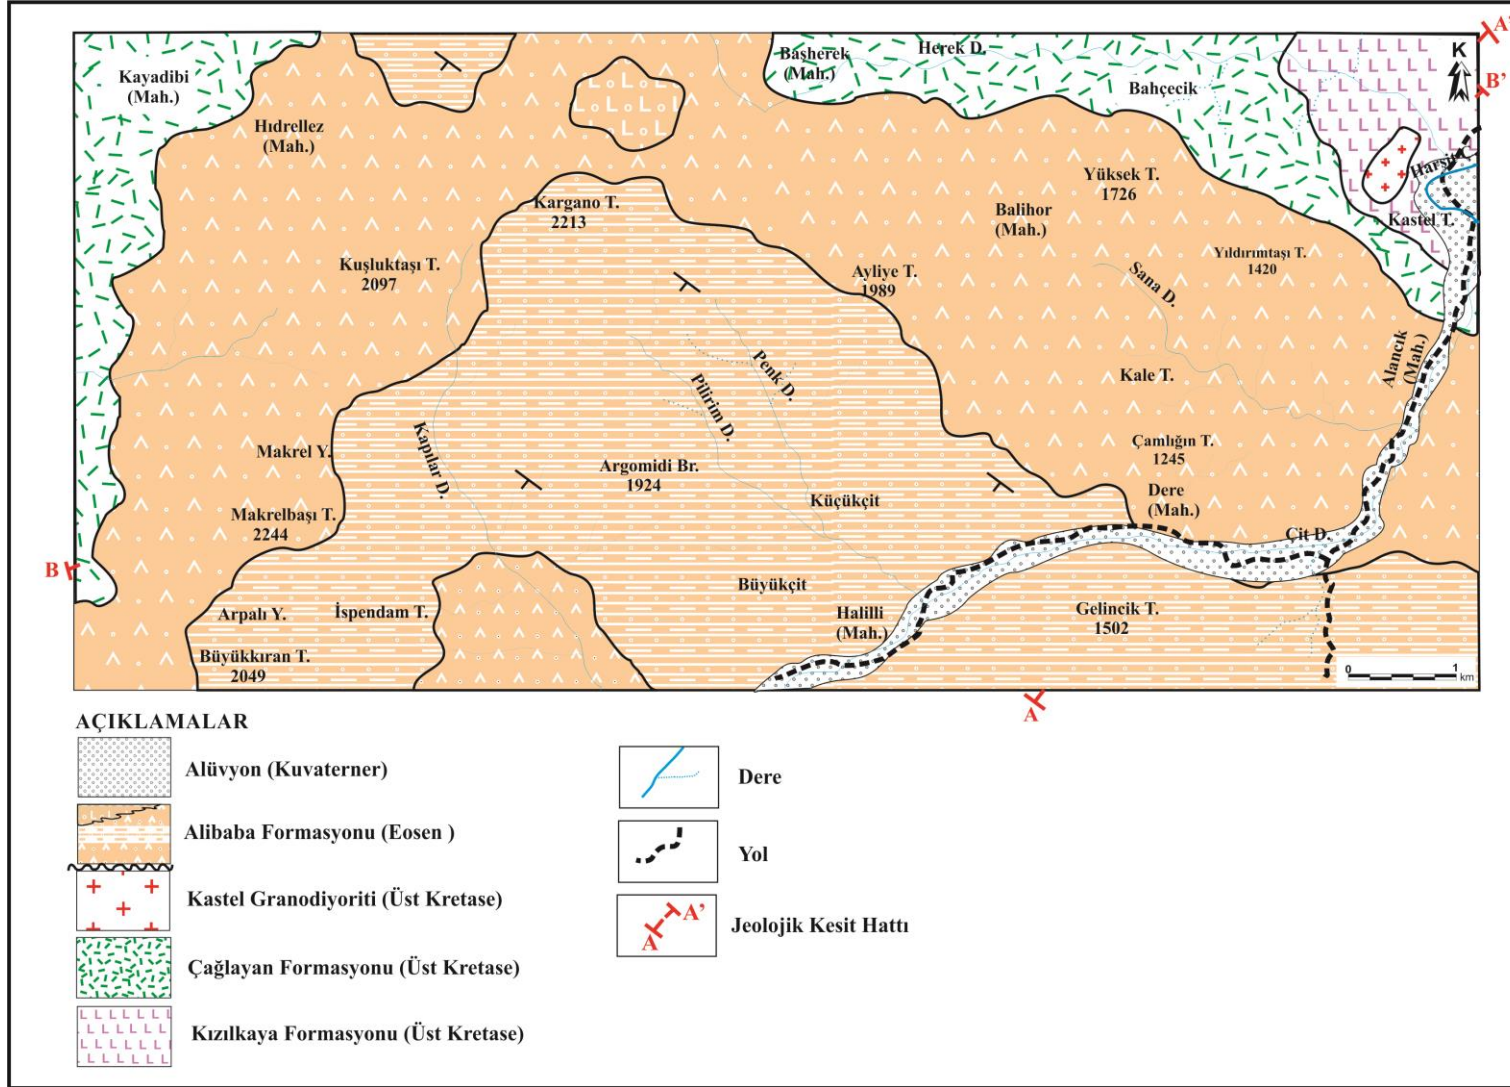 A'
K
B'
Kayadibi
(Mah.)
Hıdrellez
(Mah.)
Başherek
(Mah.)
Herek D.
Bahçecik
Harşit
Kastel T.
Yüksek T.
1726
Balihor
(Mah.)
Yıldırımtaşı T.
1420
Kargano T.
2213
Kuşluktaşı T.
2097
Ayliye T.
1989
Sana D.
Alancık
(Mah.)
Penk D.
Pilirim D.
Kale T.
Kapılar D.
Makrel Y.
Argomidi Br.
1924
Çamlığın T.
1245
Küçükçit
Dere
(Mah.)
Makrelbaşı T.
2244
Çit D.
B
Büyükçit
Arpalı Y.
İspendam T.
Halilli
(Mah.)
Gelincik T.
1502
Büyükkıran T.
2049
0 1
km
A
AÇIKLAMALAR
Alüvyon (Kuvaterner)
Alibaba Formasyonu (Eosen )
Kastel Granodiyoriti (Üst Kretase)
Çağlayan Formasyonu (Üst Kretase)
Kızılkaya Formasyonu (Üst Kretase)
Dere
Yol
A A'
Jeolojik Kesit Hattı